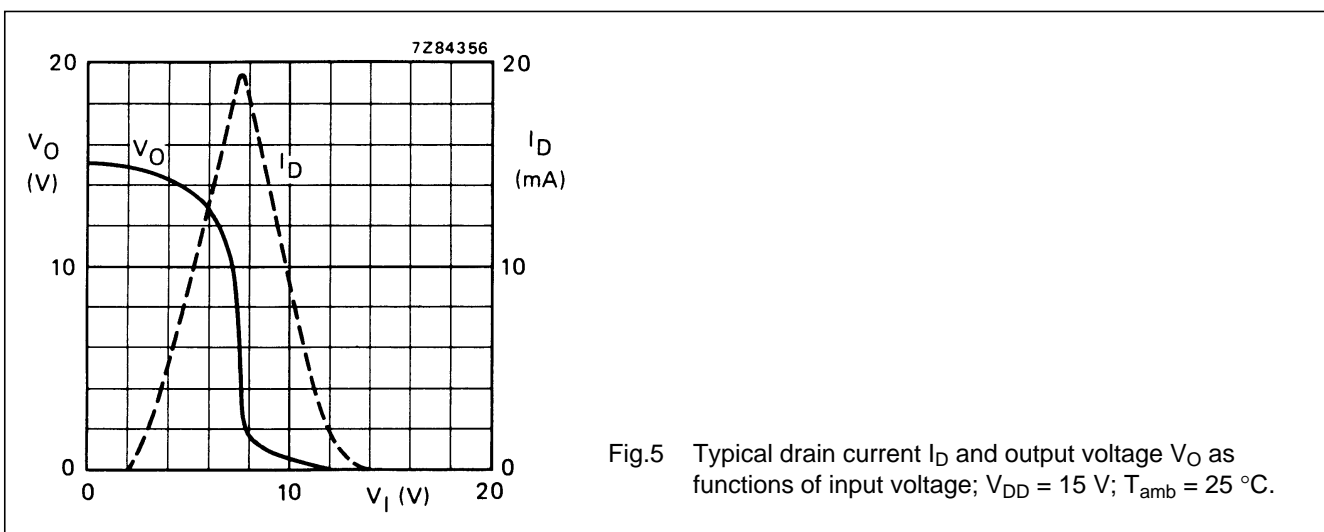 7Z84356
20
20
V_O
(V)
V_O
I_D
I_D
(mA)
10
10
0
0
0
10
20
V_I (V)
Fig.5 Typical drain current I_D and output voltage V_O as
functions of input voltage; V_DD = 15 V; T_amb = 25 °C.